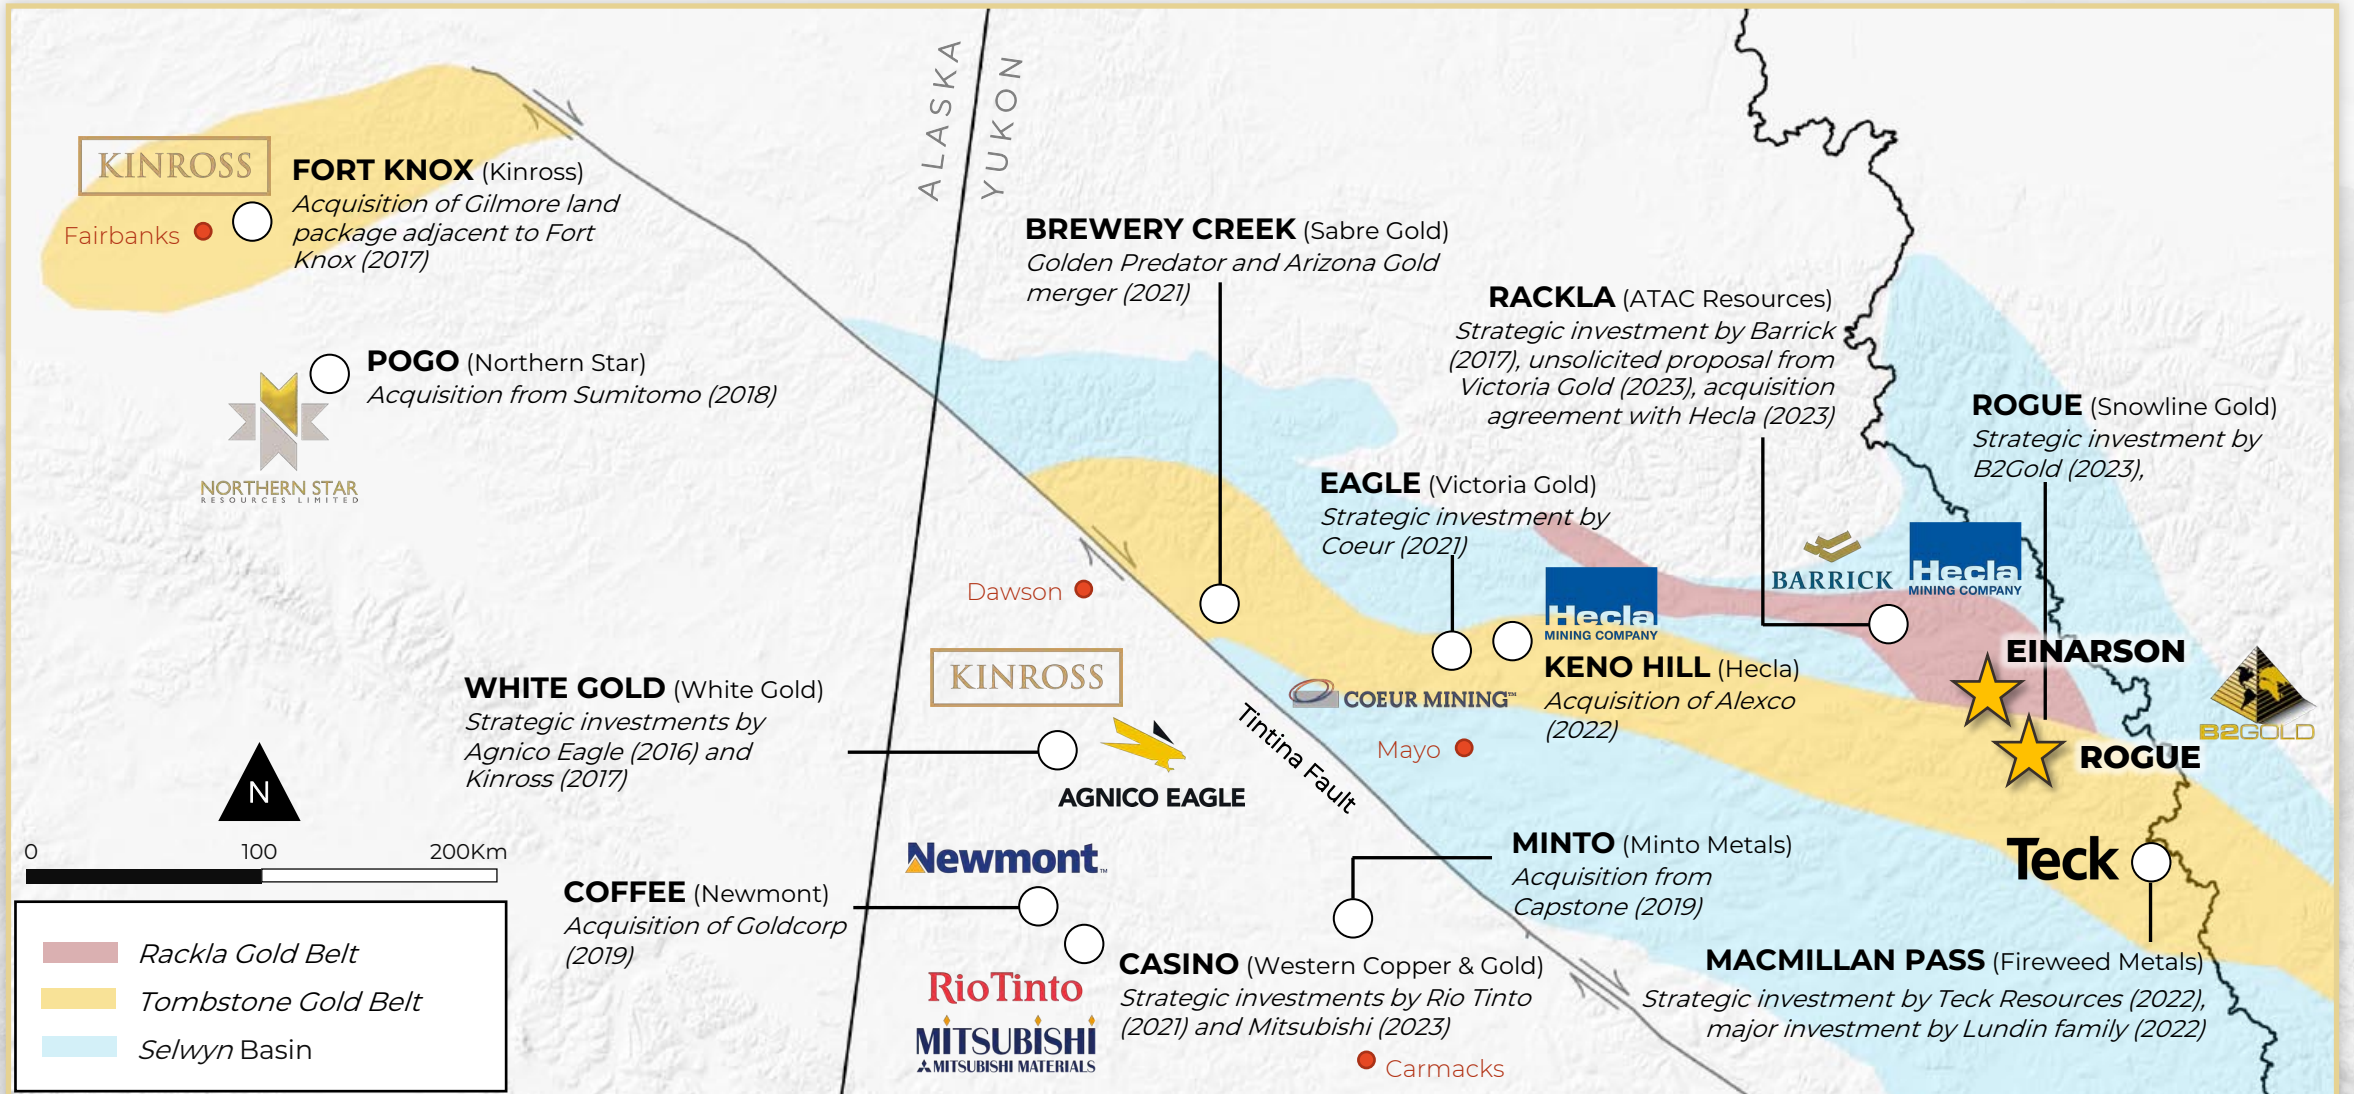 ALASKA
YUKON
KINROSS
FORT KNOX (Kinross)
Acquisition of Gilmore land
package adjacent to Fort
Knox (2017)
Fairbanks
POGO (Northern Star)
Acquisition from Sumitomo (2018)
NORTHERN STAR
RESOURCES LIMITED
BREWERY CREEK (Sabre Gold)
Golden Predator and Arizona Gold
merger (2021)
RACKLA (ATAC Resources)
Strategic investment by Barrick
(2017), unsolicited proposal from
Victoria Gold (2023), acquisition
agreement with Hecla (2023)
ROGUE (Snowline Gold)
Strategic investment by
B2Gold (2023),
EAGLE (Victoria Gold)
Strategic investment by
Coeur (2021)
BARRICK
Hecla
MINING COMPANY
Dawson
Hecla
MINING COMPANY
KENO HILL (Hecla)
Acquisition of Alexco
(2022)
EINARSON
ROGUE
B2GOLD
KINROSS
COEUR MINING™
Mayo
Tintina Fault
WHITE GOLD (White Gold)
Strategic investments by
Agnico Eagle (2016) and
Kinross (2017)
AGNICO EAGLE
N
0 100 200Km
Newmont™
COFFEE (Newmont)
Acquisition of Goldcorp
(2019)
MINTO (Minto Metals)
Acquisition from
Capstone (2019)
Teck
CASINO (Western Copper & Gold)
Strategic investments by Rio Tinto
(2021) and Mitsubishi (2023)
RioTinto
MITSUBISHI
MITSUBISHI MATERIALS
MACMILLAN PASS (Fireweed Metals)
Strategic investment by Teck Resources (2022),
major investment by Lundin family (2022)
Carmacks
Rackla Gold Belt
Tombstone Gold Belt
Selwyn Basin